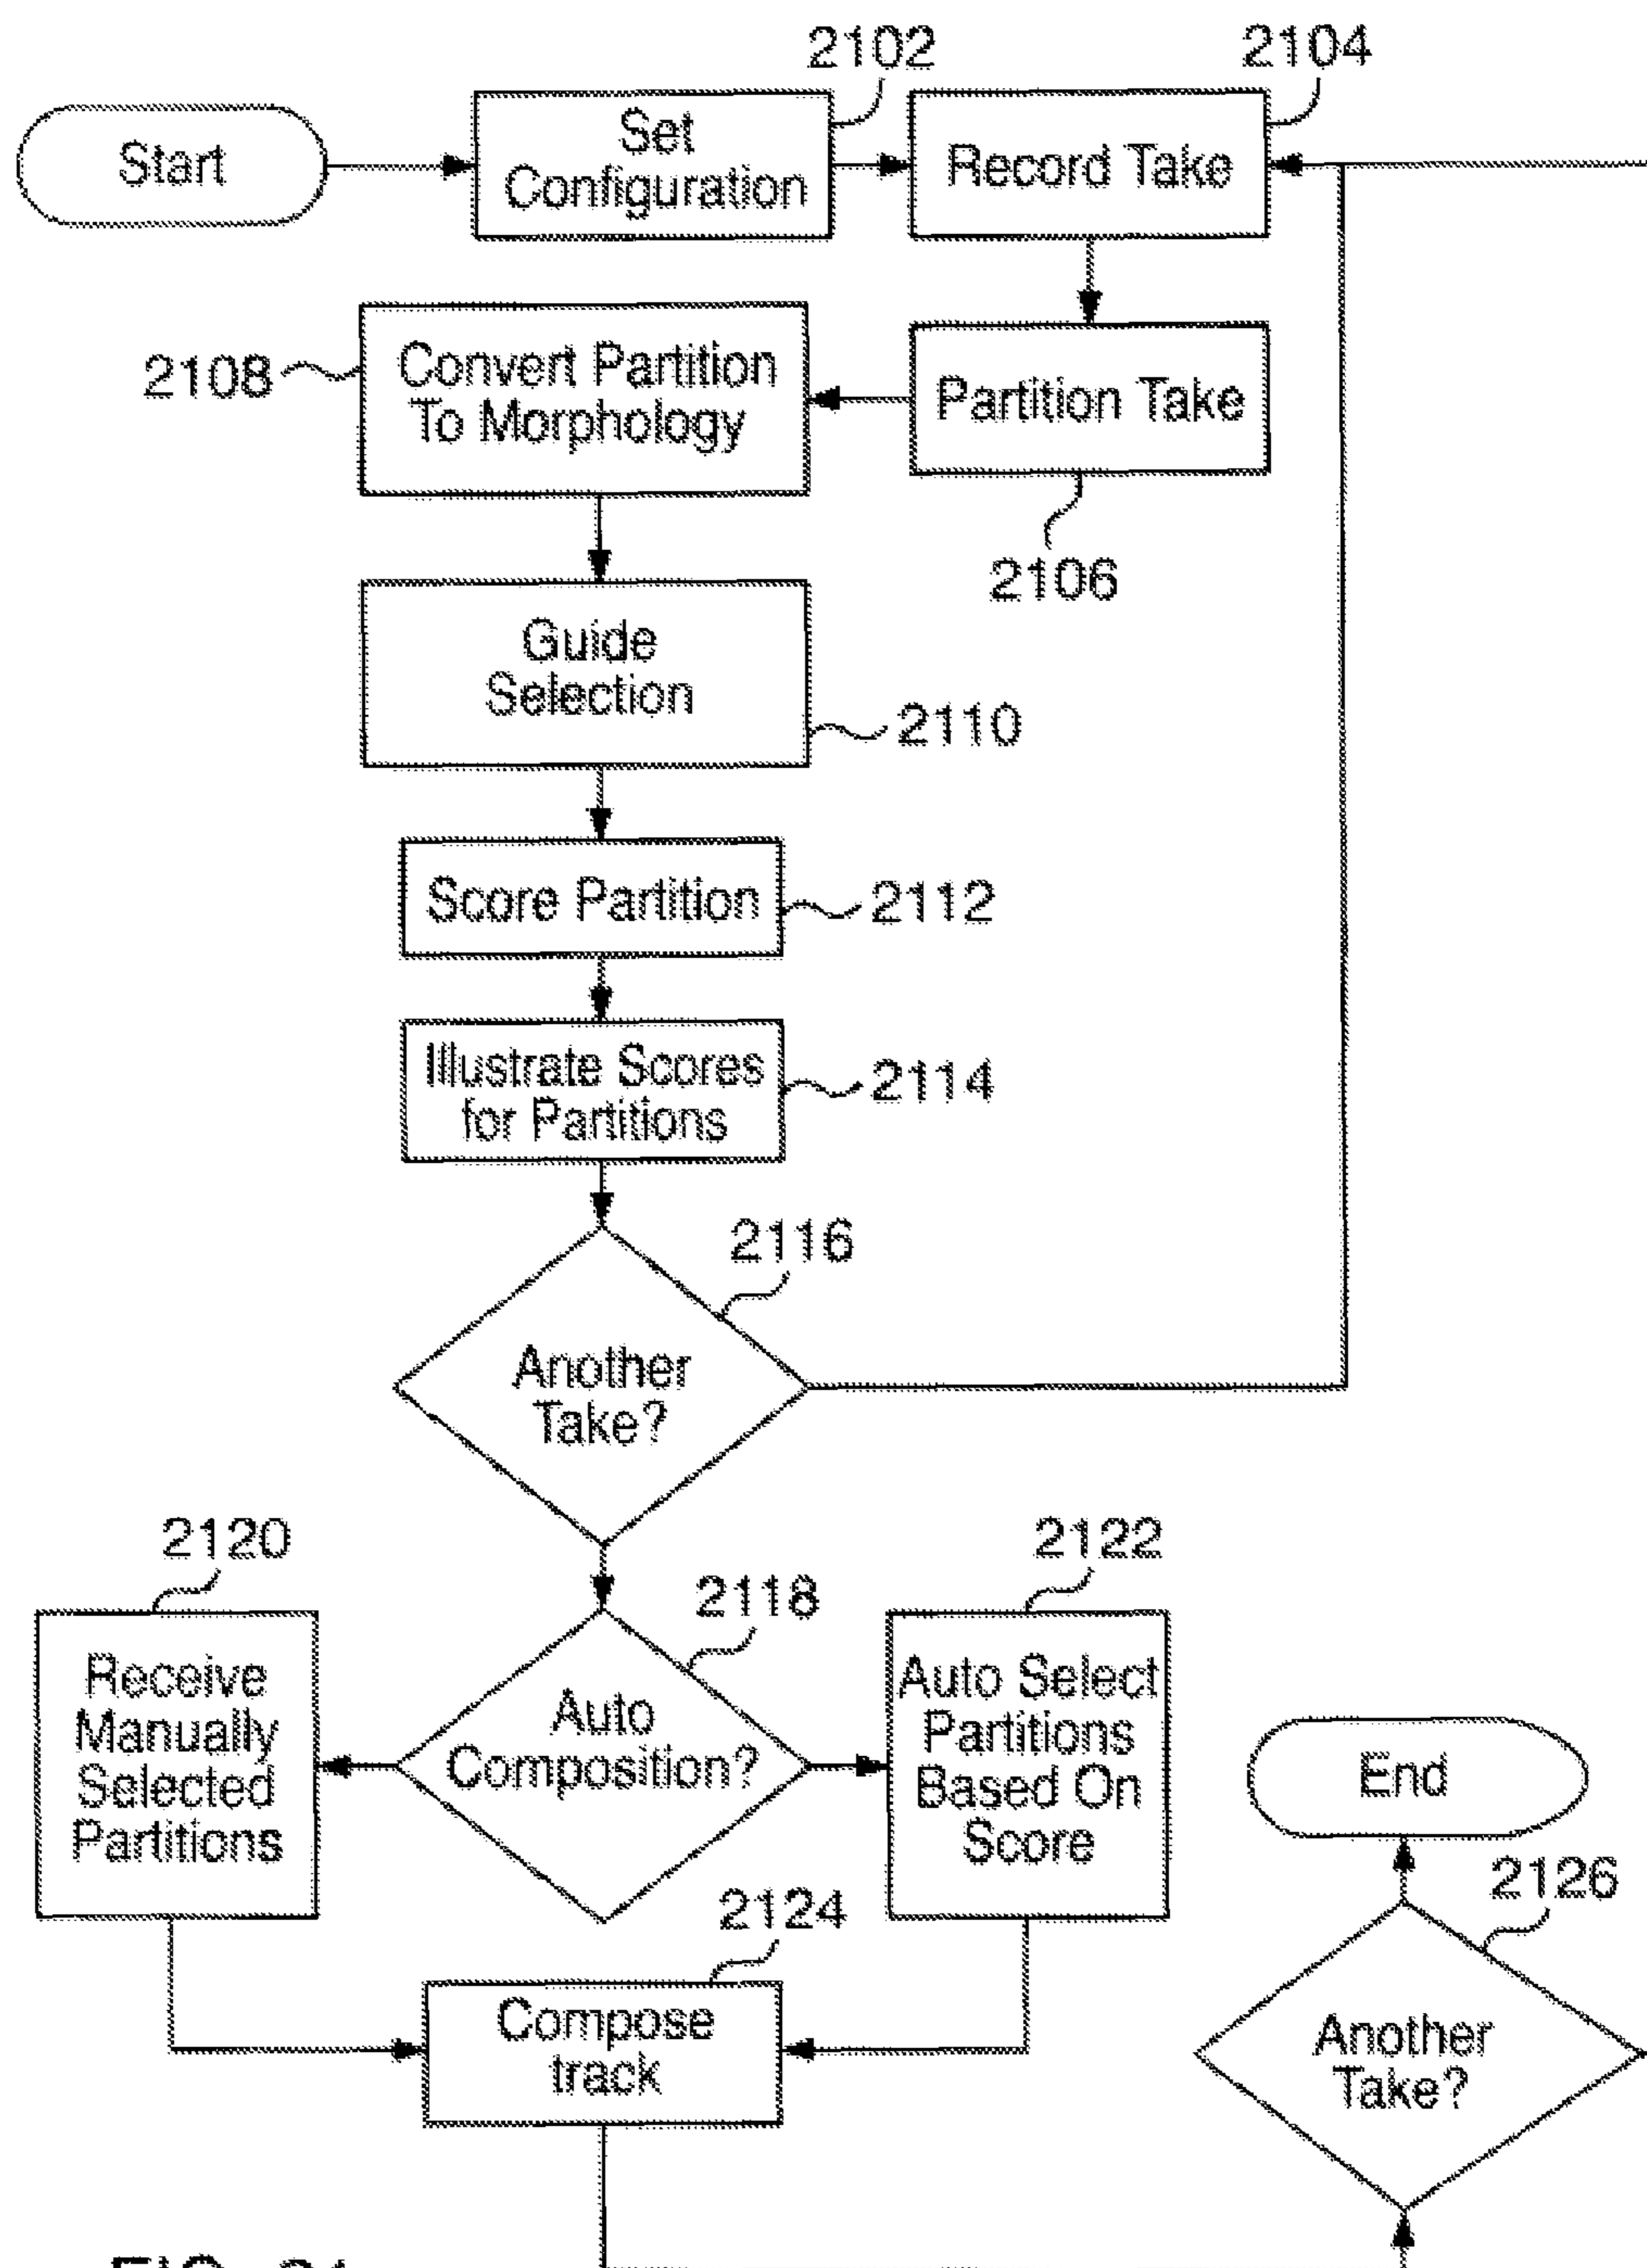 2102
2104
Start
Set
Configuration
Record Take
2108
Convert Partition
To Morphology
Partition Take
2106
Guide
Selection
2110
Score Partition
2112
Illustrate Scores
for Partitions
2114
2116
Another
Take?
2120
2118
2122
Receive
Manually
Selected
Partitions
Auto
Composition?
Auto Select
Partitions
Based On
Score
End
2124
2126
Compose
track
Another
Take?